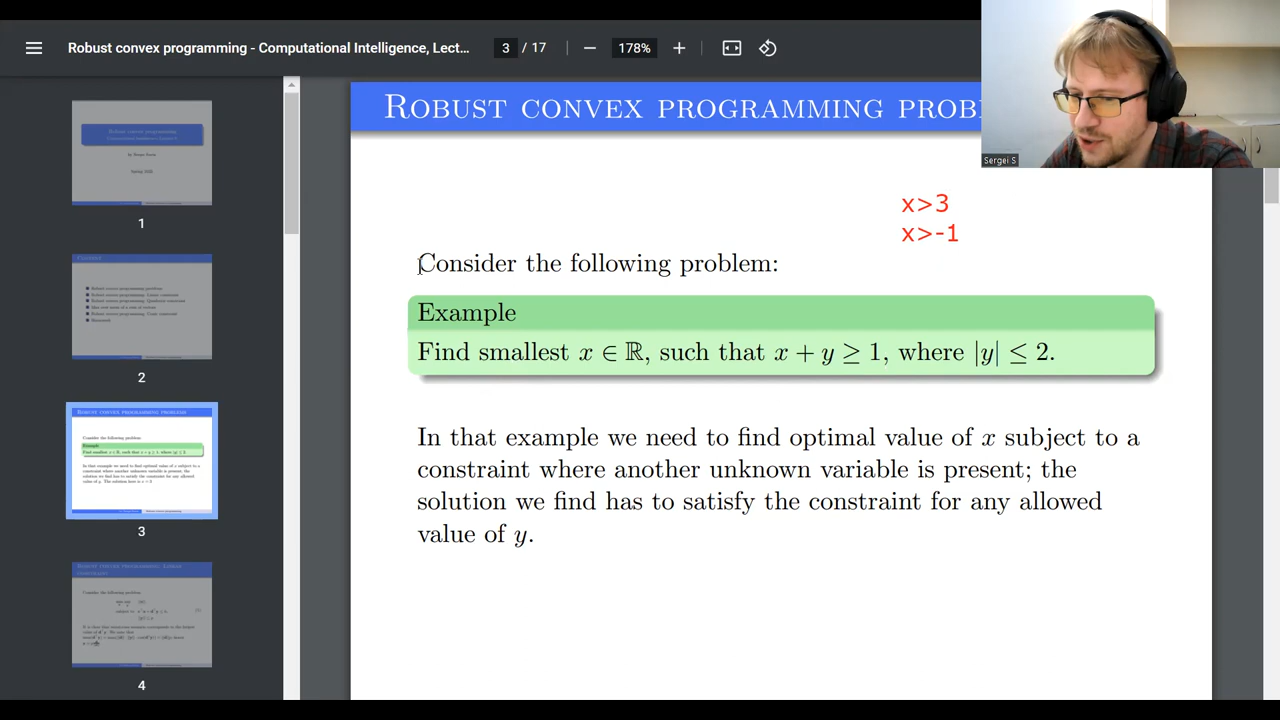 Robust convex programming - Computational Intelligence, Lect...
3 / 17
178%
Sergei S
1
2
3
4
ROBUST CONVEX PROGRAMMING PROB
x>3
x>-1
Consider the following problem:
Example
Find smallest x ∈ ℝ, such that x + y ≥ 1, where |y| ≤ 2.
In that example we need to find optimal value of x subject to a
constraint where another unknown variable is present; the
solution we find has to satisfy the constraint for any allowed
value of y.